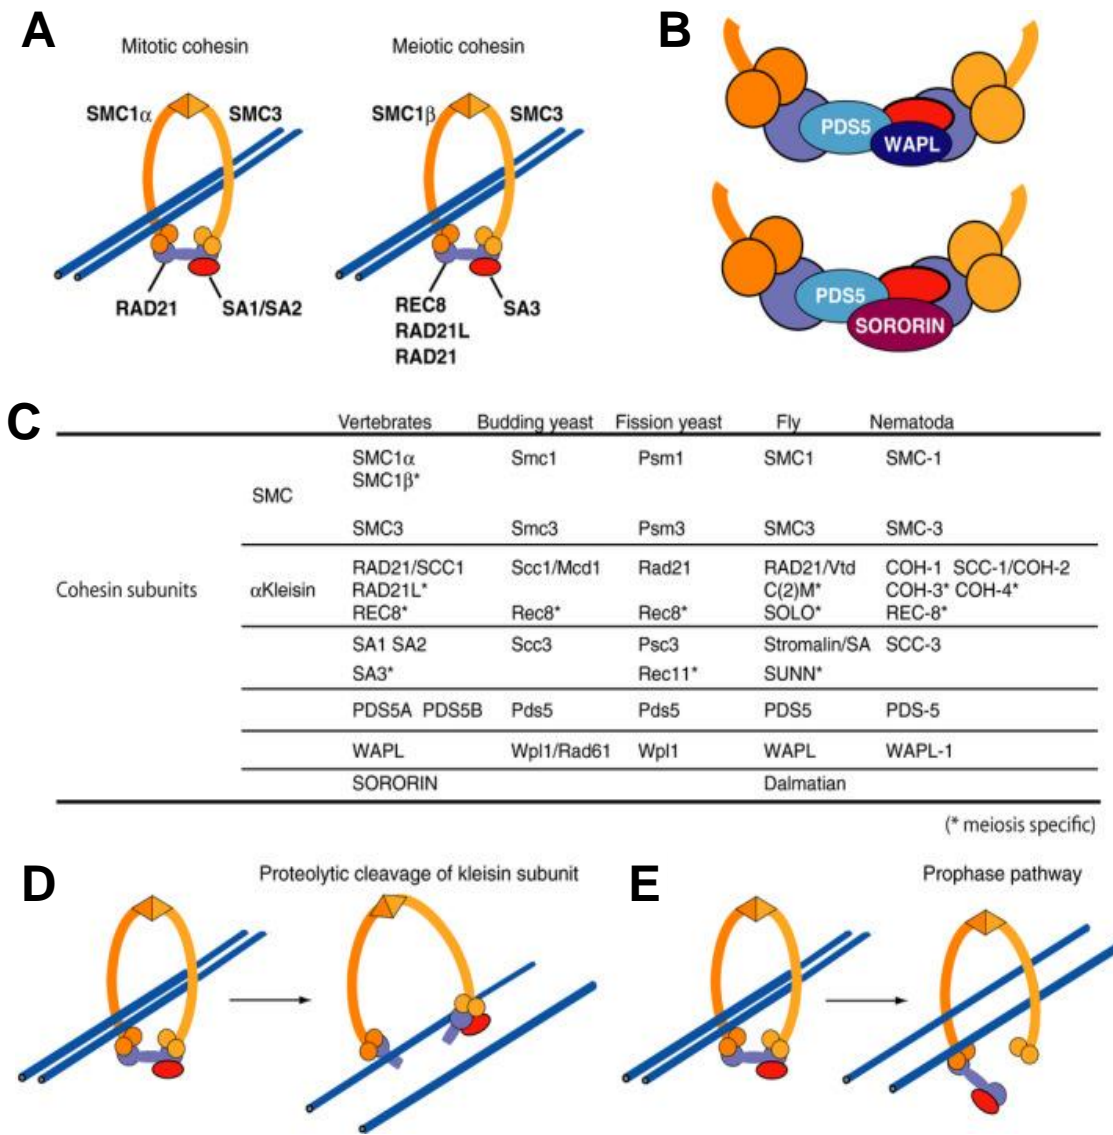 A
Mitotic cohesin
SMC1α SMC3
RAD21 SA1/SA2
Meiotic cohesin
SMC1β SMC3
REC8 SA3
RAD21L
RAD21
B
PDS5
WAPL
PDS5
SORORIN
C
Vertebrates Budding yeast Fission yeast Fly Nematoda
SMC1α Smc1 Psm1 SMC1 SMC-1
SMC1β*
SMC
SMC3 Smc3 Psm3 SMC3 SMC-3
RAD21/SCC1 Scc1/Mcd1 Rad21 RAD21/Vtd COH-1 SCC-1/COH-2
Cohesin subunits αKleisin RAD21L* C(2)M* COH-3* COH-4*
REC8* Rec8* Rec8* SOLO* REC-8*
SA1 SA2 Scc3 Psc3 Stromalin/SA SCC-3
SA3* Rec11* SUNN*
PDS5A PDS5B Pds5 Pds5 PDS5 PDS-5
WAPL Wpl1/Rad61 Wpl1 WAPL WAPL-1
SORORIN Dalmatian
(* meiosis specific)
D
Proteolytic cleavage of kleisin subunit
E
Prophase pathway